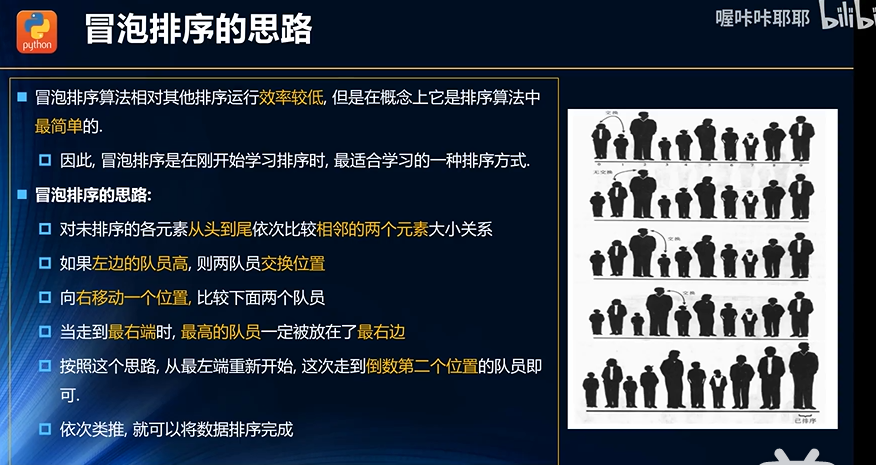 python
冒泡排序的思路
喔咔咔耶耶
bilibi
冒泡排序算法相对其他排序运行效率较低, 但是在概念上它是排序算法中
最简单的.
因此, 冒泡排序是在刚开始学习排序时, 最适合学习的一种排序方式.
冒泡排序的思路:
对未排序的各元素从头到尾依次比较相邻的两个元素大小关系
如果左边的队员高, 则两队员交换位置
向右移动一个位置, 比较下面两个队员
当走到最右端时, 最高的队员一定被放在了最右边
按照这个思路, 从最左端重新开始, 这次走到倒数第二个位置的队员即
可.
依次类推, 就可以将数据排序完成
交换
无交换
交换
交换
已排序